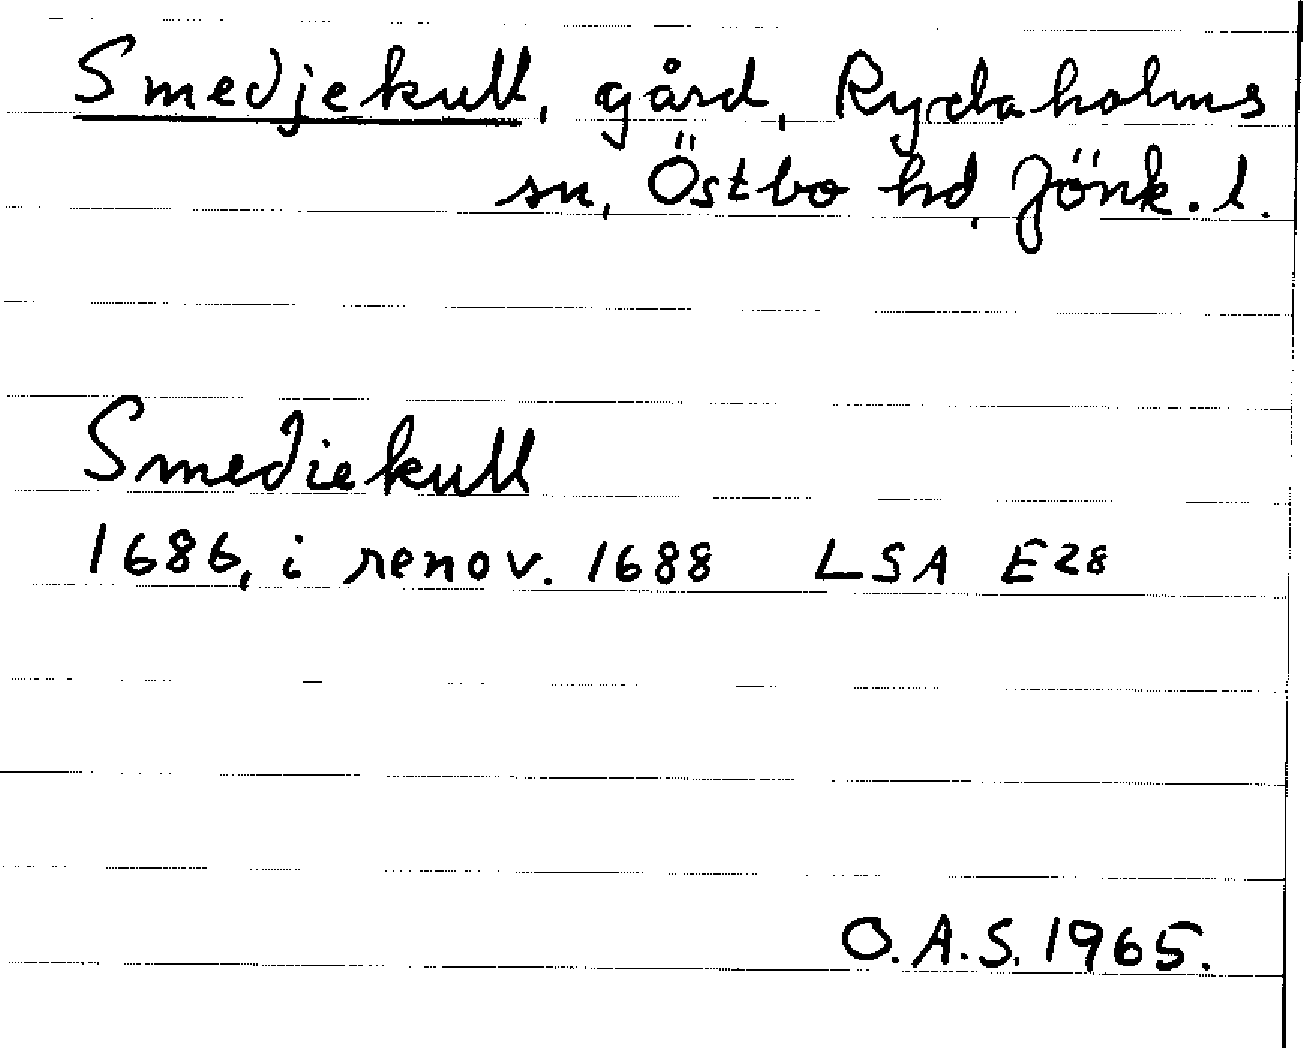 Smedjekull, gård, Rydaholms
sn, Östbo hd, Jönk. l.
Smediekull
1686, i renov. 1688 LSA E28
O.A.S. 1965.